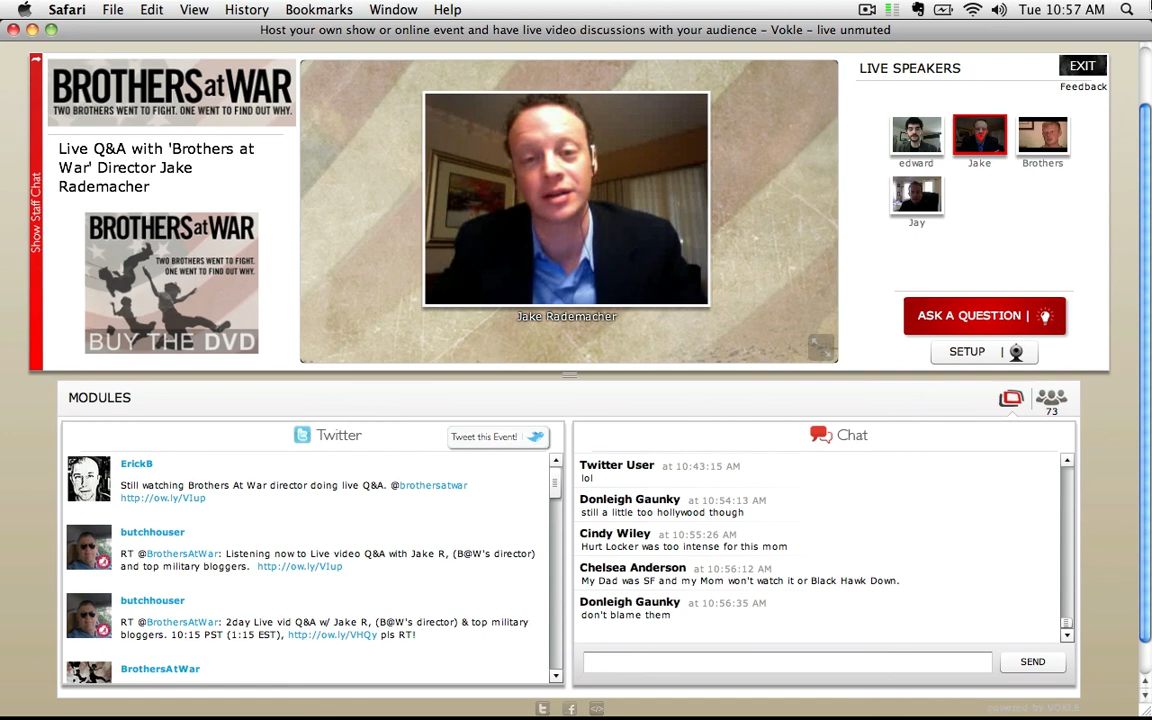 Safari File Edit View History Bookmarks Window Help
Tue 10:57 AM
Host your own show or online event and have live video discussions with your audience – Vokle – live unmuted
Show Staff Chat
BROTHERS at WAR
TWO BROTHERS WENT TO FIGHT. ONE WENT TO FIND OUT WHY.
Live Q&A with 'Brothers at
War' Director Jake
Rademacher
BROTHERS at WAR
TWO BROTHERS WENT TO FIGHT.
ONE WENT TO FIND OUT WHY.
BUY THE DVD
Jake Rademacher
LIVE SPEAKERS
EXIT
Feedback
edward
Jake
Brothers
Jay
ASK A QUESTION |
SETUP |
MODULES
73
Twitter
Tweet this Event!
ErickB
Still watching Brothers At War director doing live Q&A. @brothersatwar
http://ow.ly/VIup
butchhouser
RT @BrothersAtWar: Listening now to Live video Q&A with Jake R, (B@W's director)
and top military bloggers. http://ow.ly/VIup
butchhouser
RT @BrothersAtWar: 2day Live vid Q&A w/ Jake R, (B@W's director) & top military
bloggers. 10:15 PST (1:15 EST), http://ow.ly/VHQy pls RT!
BrothersAtWar
Chat
Twitter User at 10:43:15 AM
lol
Donleigh Gaunky at 10:54:13 AM
still a little too hollywood though
Cindy Wiley at 10:55:26 AM
Hurt Locker was too intense for this mom
Chelsea Anderson at 10:56:12 AM
My Dad was SF and my Mom won't watch it or Black Hawk Down.
Donleigh Gaunky at 10:56:35 AM
don't blame them
SEND
powered by VOKLE